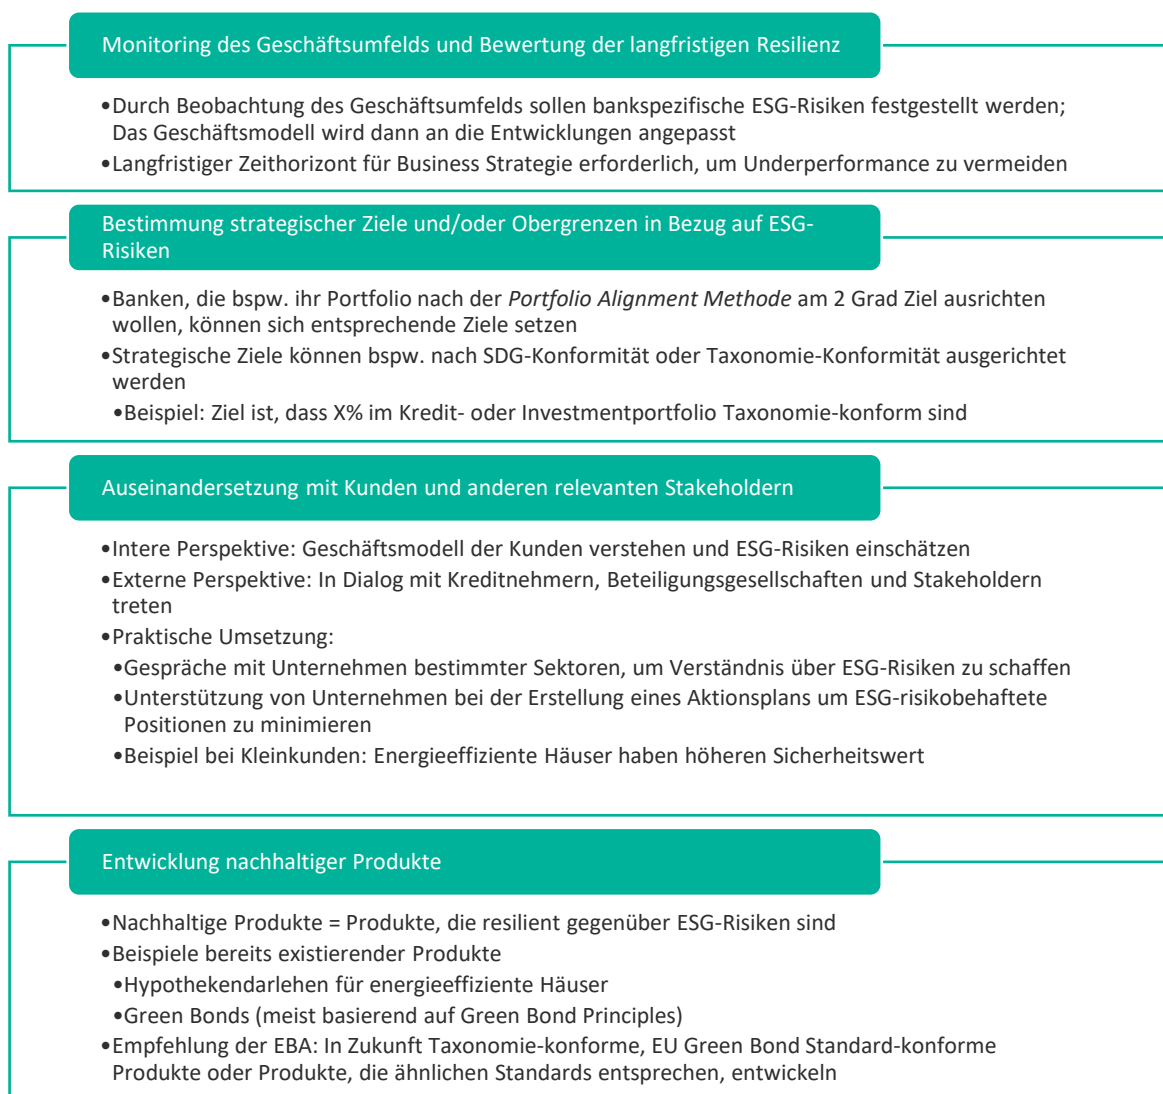 Monitoring des Geschäftsumfelds und Bewertung der langfristigen Resilienz
•Durch Beobachtung des Geschäftsumfelds sollen bankspezifische ESG-Risiken festgestellt werden;
Das Geschäftsmodell wird dann an die Entwicklungen angepasst
•Langfristiger Zeithorizont für Business Strategie erforderlich, um Underperformance zu vermeiden
Bestimmung strategischer Ziele und/oder Obergrenzen in Bezug auf ESG-
Risiken
•Banken, die bspw. ihr Portfolio nach der Portfolio Alignment Methode am 2 Grad Ziel ausrichten
wollen, können sich entsprechende Ziele setzen
•Strategische Ziele können bspw. nach SDG-Konformität oder Taxonomie-Konformität ausgerichtet
werden
•Beispiel: Ziel ist, dass X% im Kredit- oder Investmentportfolio Taxonomie-konform sind
Auseinandersetzung mit Kunden und anderen relevanten Stakeholdern
•Intere Perspektive: Geschäftsmodell der Kunden verstehen und ESG-Risiken einschätzen
•Externe Perspektive: In Dialog mit Kreditnehmern, Beteiligungsgesellschaften und Stakeholdern
treten
•Praktische Umsetzung:
•Gespräche mit Unternehmen bestimmter Sektoren, um Verständnis über ESG-Risiken zu schaffen
•Unterstützung von Unternehmen bei der Erstellung eines Aktionsplans um ESG-risikobehaftete
Positionen zu minimieren
•Beispiel bei Kleinkunden: Energieeffiziente Häuser haben höheren Sicherheitswert
Entwicklung nachhaltiger Produkte
•Nachhaltige Produkte = Produkte, die resilient gegenüber ESG-Risiken sind
•Beispiele bereits existierender Produkte
•Hypothekendarlehen für energieeffiziente Häuser
•Green Bonds (meist basierend auf Green Bond Principles)
•Empfehlung der EBA: In Zukunft Taxonomie-konforme, EU Green Bond Standard-konforme
Produkte oder Produkte, die ähnlichen Standards entsprechen, entwickeln